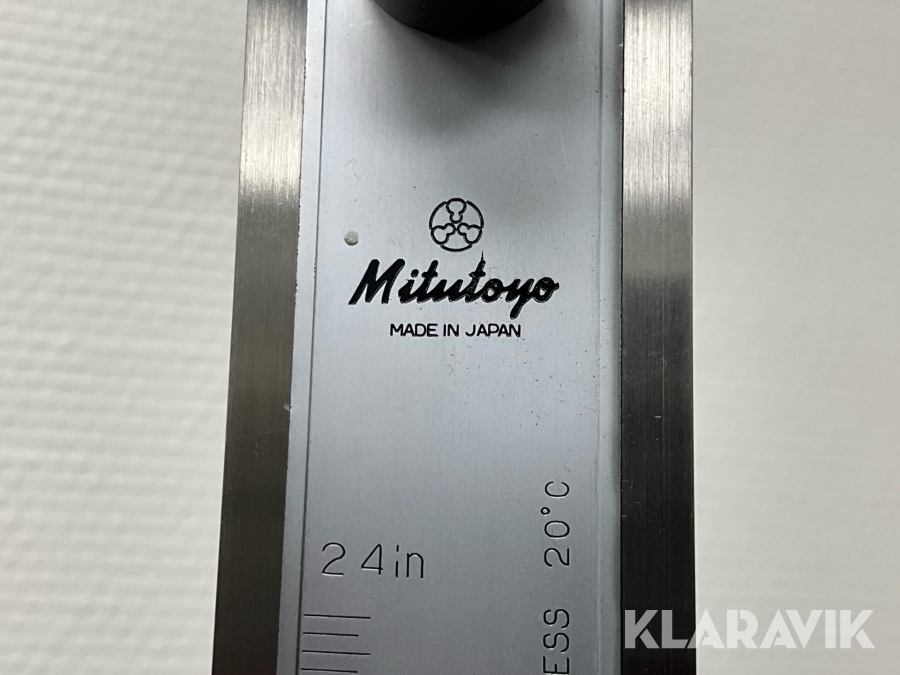 Mitutoyo
MADE IN JAPAN
24in
ESS 20°C
KLARAVIK